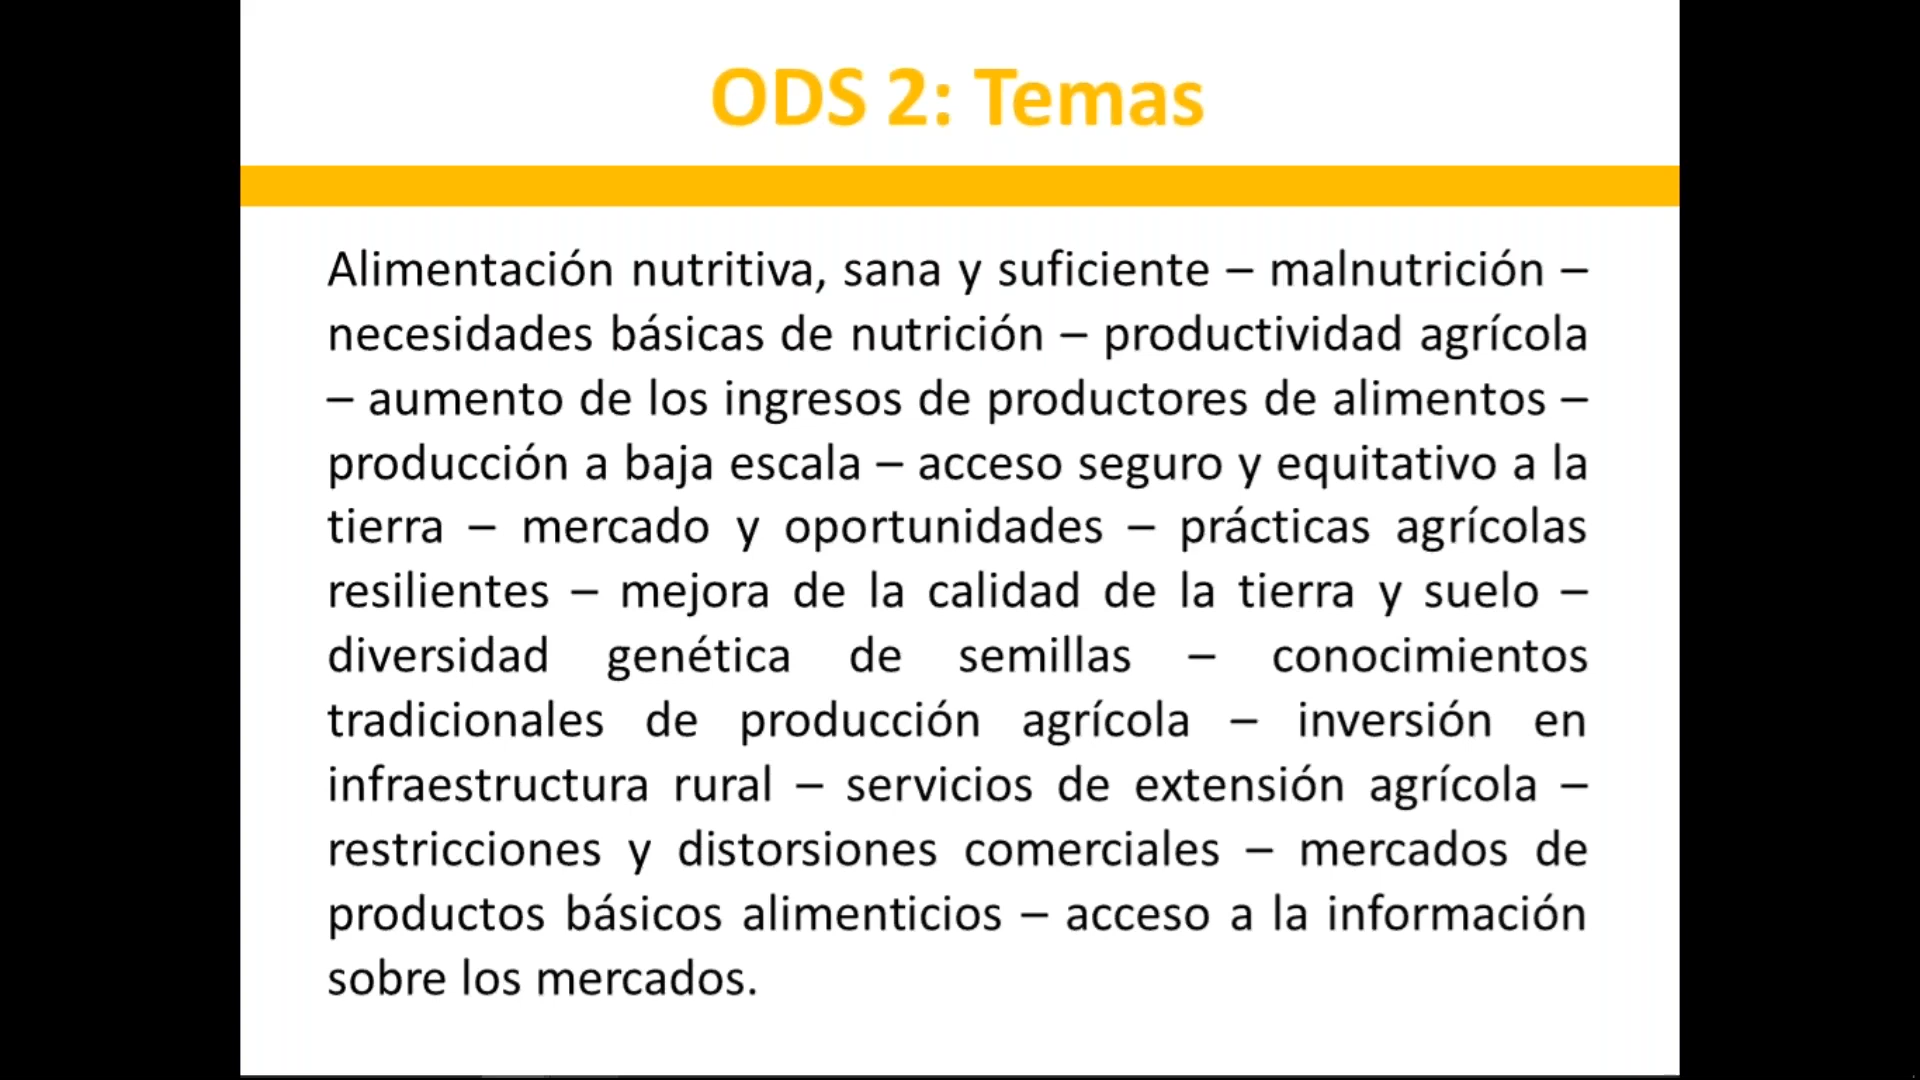 ODS 2: Temas
Alimentación nutritiva, sana y suficiente – malnutrición –
necesidades básicas de nutrición – productividad agrícola
– aumento de los ingresos de productores de alimentos –
producción a baja escala – acceso seguro y equitativo a la
tierra – mercado y oportunidades – prácticas agrícolas
resilientes – mejora de la calidad de la tierra y suelo –
diversidad genética de semillas – conocimientos
tradicionales de producción agrícola – inversión en
infraestructura rural – servicios de extensión agrícola –
restricciones y distorsiones comerciales – mercados de
productos básicos alimenticios – acceso a la información
sobre los mercados.